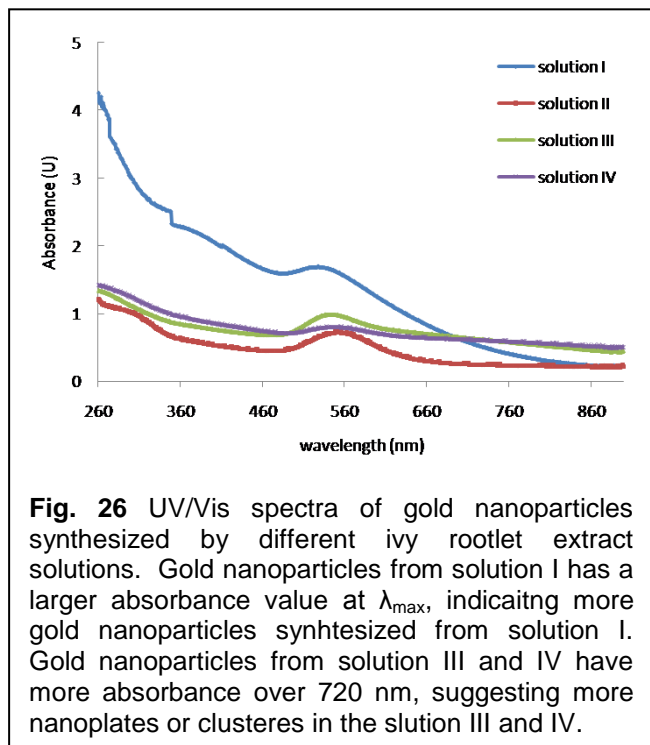 5
4
3
2
1
0
Absorbance (U)
solution I
solution II
solution III
solution IV
260 360 460 560 660 760 860
wavelength (nm)
Fig. 26 UV/Vis spectra of gold nanoparticles
synthesized by different ivy rootlet extract
solutions. Gold nanoparticles from solution I has a
larger absorbance value at λmax, indicaitng more
gold nanoparticles synhtesized from solution I.
Gold nanoparticles from solution III and IV have
more absorbance over 720 nm, suggesting more
nanoplates or clusteres in the slution III and IV.